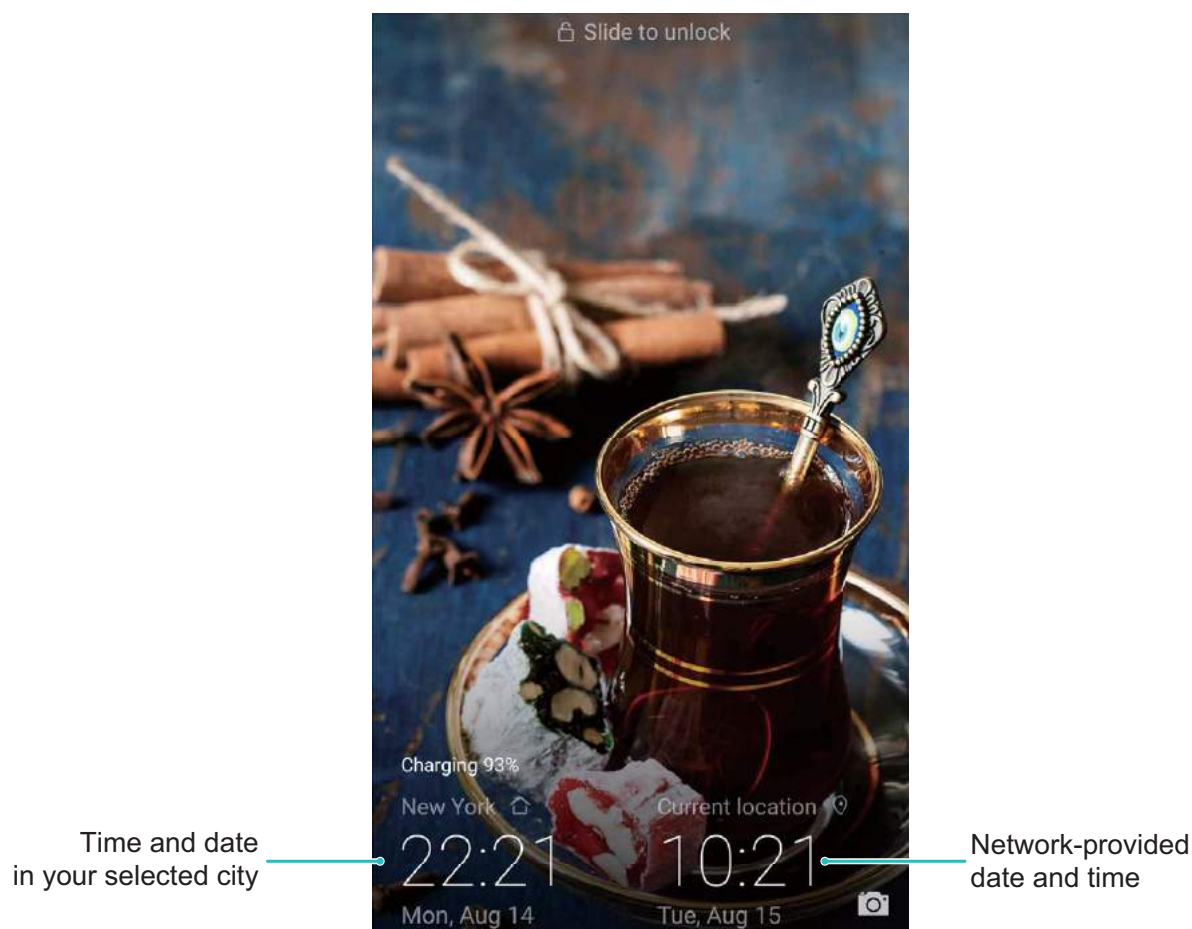 Slide to unlock
Charging 93%
New York
Current location
22:21
10:21
Mon, Aug 14
Tue, Aug 15
Time and date
in your selected city
Network-provided
date and time